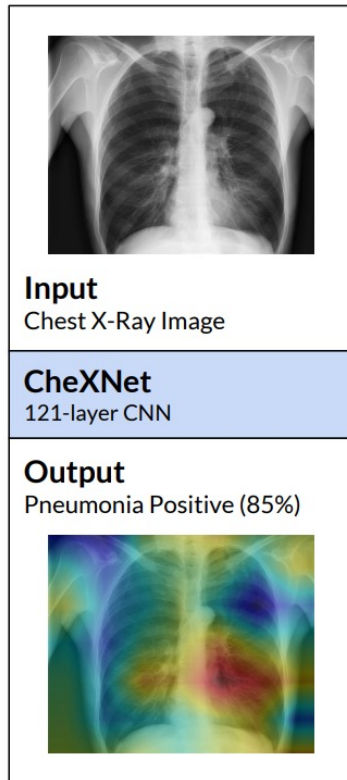 Input
Chest X-Ray Image
CheXNet
121-layer CNN
Output
Pneumonia Positive (85%)